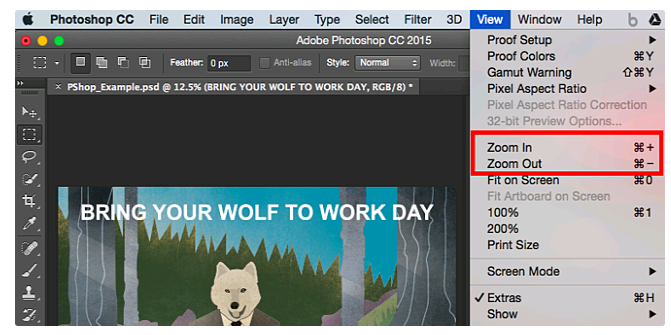 Photoshop CC File Edit Image Layer Type Select Filter 3D View Window Help
Adobe Photoshop CC 2015
Feather: 0 px Anti-alias Style: Normal Width:
× PShop_Example.psd @ 12.5% (BRING YOUR WOLF TO WORK DAY, RGB/8) *
BRING YOUR WOLF TO WORK DAY
Proof Setup
Proof Colors ⌘Y
Gamut Warning ⇧⌘Y
Pixel Aspect Ratio
Pixel Aspect Ratio Correction
32-bit Preview Options...
Zoom In ⌘+
Zoom Out ⌘−
Fit on Screen ⌘0
Fit Artboard on Screen
100% ⌘1
200%
Print Size
Screen Mode
✓ Extras ⌘H
Show